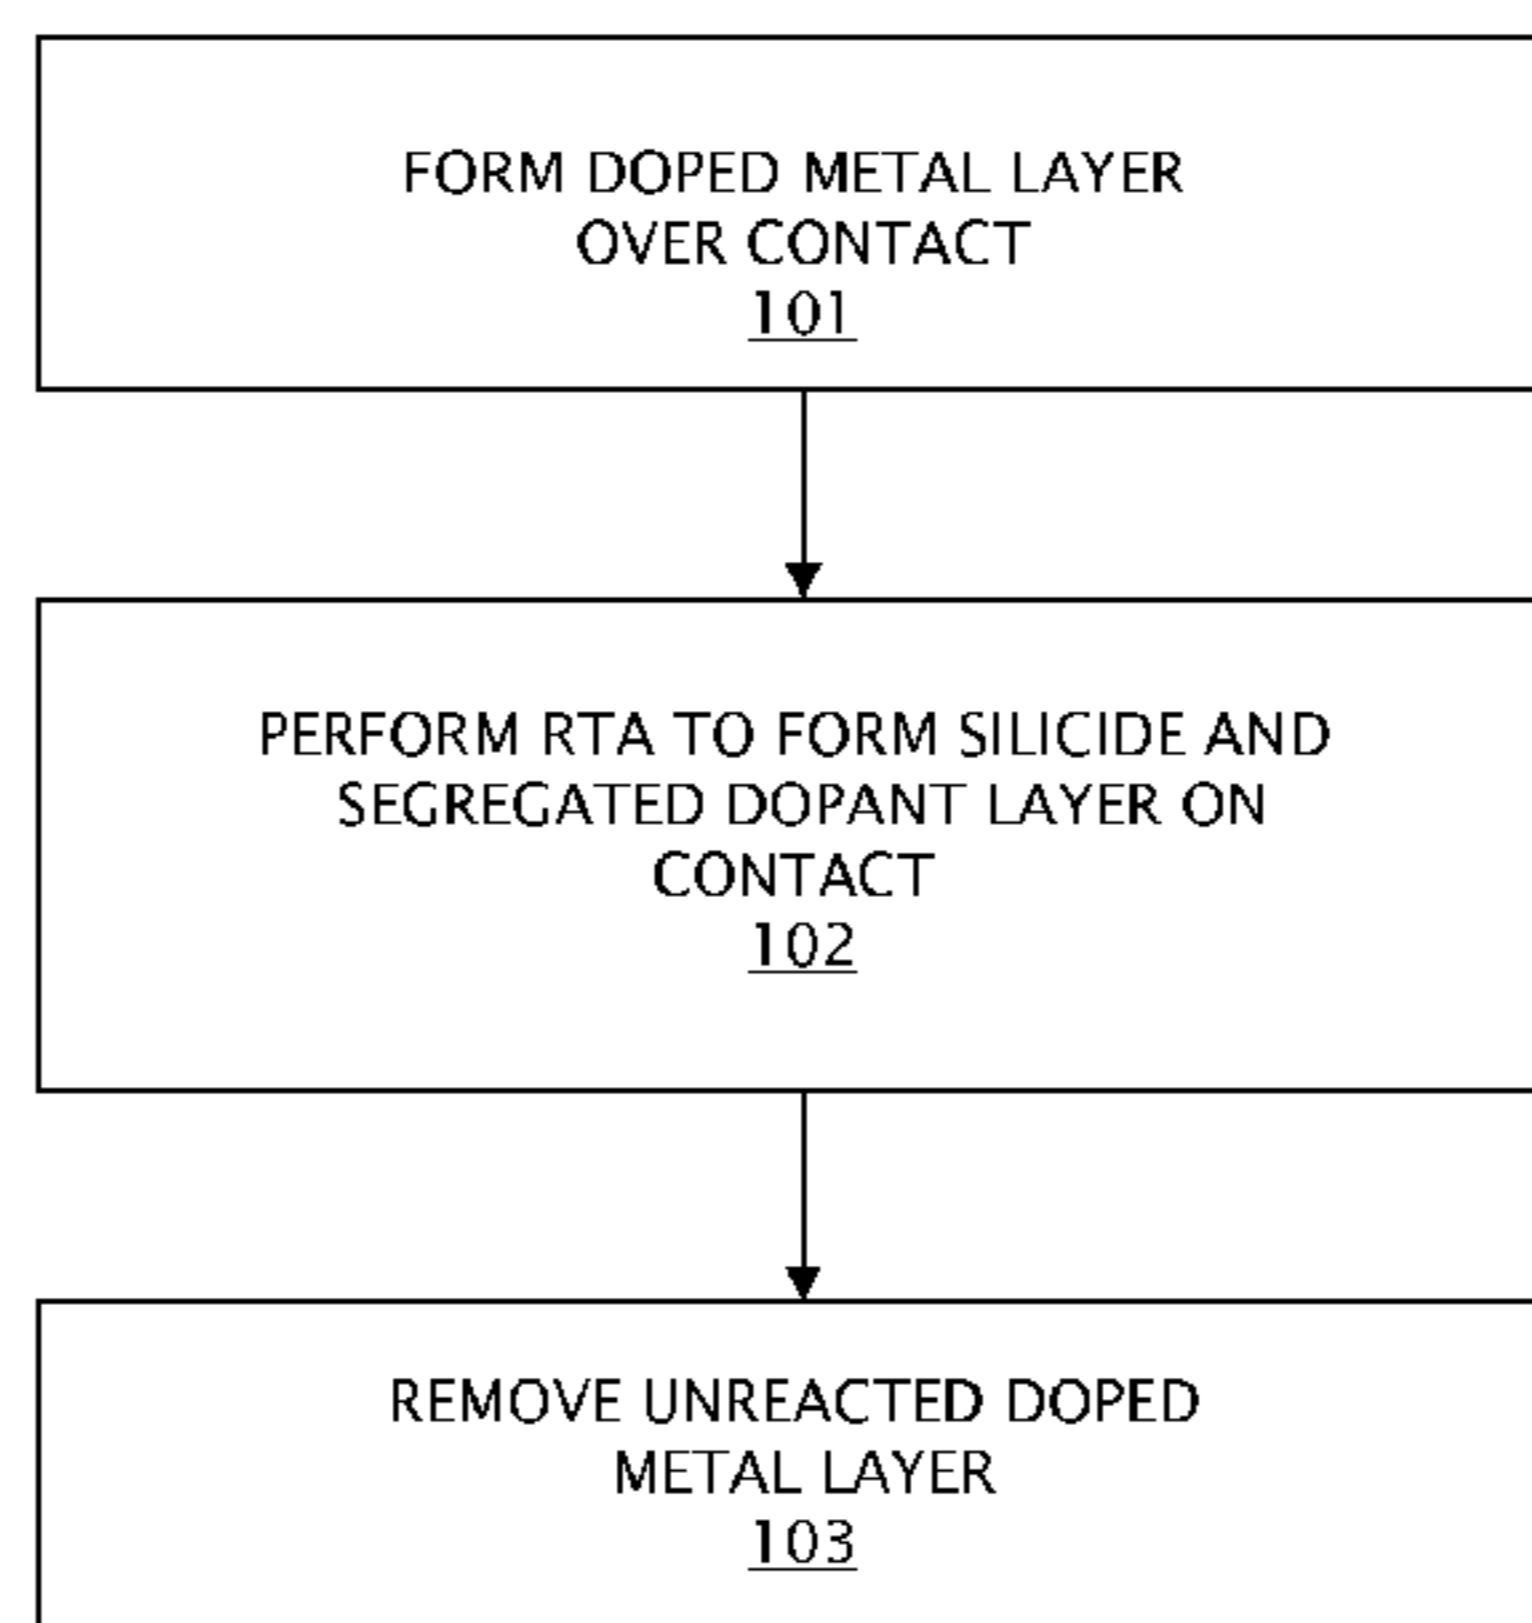 FORM DOPED METAL LAYER
OVER CONTACT
101
PERFORM RTA TO FORM SILICIDE AND
SEGREGATED DOPANT LAYER ON
CONTACT
102
REMOVE UNREACTED DOPED
METAL LAYER
103